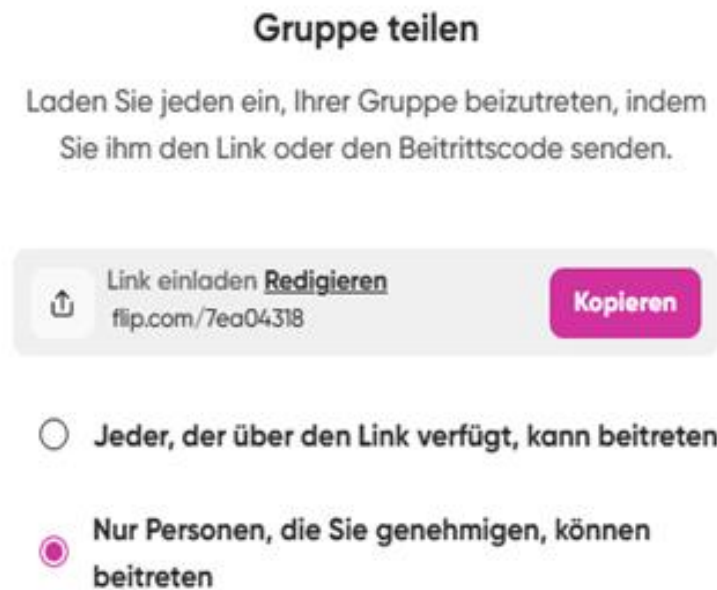 Gruppe teilen
Laden Sie jeden ein, Ihrer Gruppe beizutreten, indem
Sie ihm den Link oder den Beitrittscode senden.
Link einladen Redigieren
flip.com/7ea04318
Kopieren
Jeder, der über den Link verfügt, kann beitreten
Nur Personen, die Sie genehmigen, können
beitreten